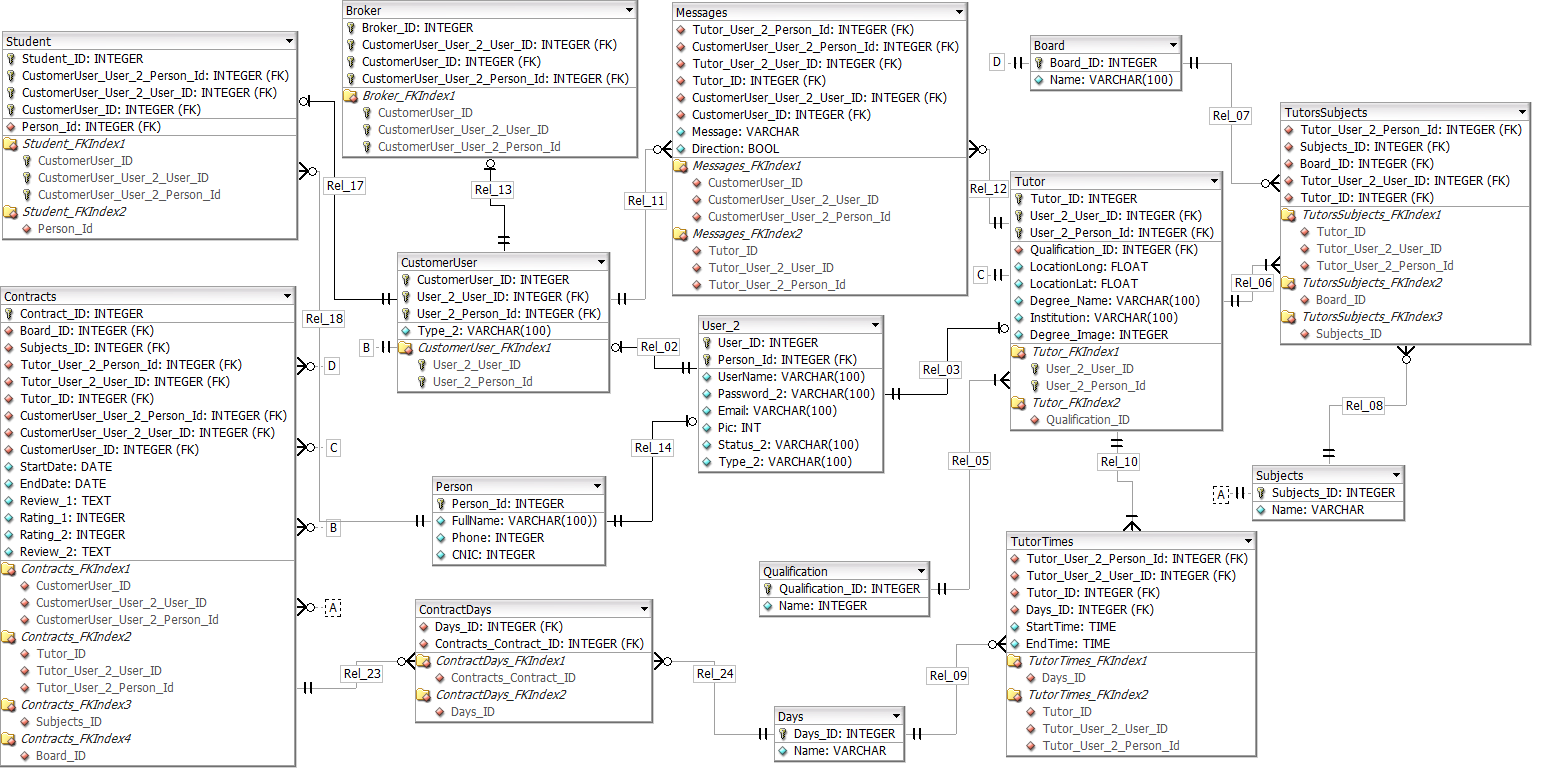 Student
Student_ID: INTEGER
CustomerUser_User_2_Person_Id: INTEGER (FK)
CustomerUser_User_2_User_ID: INTEGER (FK)
CustomerUser_ID: INTEGER (FK)
Person_Id: INTEGER (FK)
Student_FKIndex1
CustomerUser_ID
CustomerUser_User_2_User_ID
CustomerUser_User_2_Person_Id
Student_FKIndex2
Person_Id
Broker
Broker_ID: INTEGER
CustomerUser_User_2_User_ID: INTEGER (FK)
CustomerUser_ID: INTEGER (FK)
CustomerUser_User_2_Person_Id: INTEGER (FK)
Broker_FKIndex1
CustomerUser_ID
CustomerUser_User_2_User_ID
CustomerUser_User_2_Person_Id
Messages
Tutor_User_2_Person_Id: INTEGER (FK)
CustomerUser_User_2_Person_Id: INTEGER (FK)
Tutor_User_2_User_ID: INTEGER (FK)
Tutor_ID: INTEGER (FK)
CustomerUser_User_2_User_ID: INTEGER (FK)
CustomerUser_ID: INTEGER (FK)
Message: VARCHAR
Direction: BOOL
Messages_FKIndex1
CustomerUser_ID
CustomerUser_User_2_User_ID
CustomerUser_User_2_Person_Id
Messages_FKIndex2
Tutor_ID
Tutor_User_2_User_ID
Tutor_User_2_Person_Id
D
Board
Board_ID: INTEGER
Name: VARCHAR(100)
Rel_07
TutorsSubjects
Tutor_User_2_Person_Id: INTEGER (FK)
Subjects_ID: INTEGER (FK)
Board_ID: INTEGER (FK)
Tutor_User_2_User_ID: INTEGER (FK)
Tutor_ID: INTEGER (FK)
TutorsSubjects_FKIndex1
Tutor_ID
Tutor_User_2_User_ID
Tutor_User_2_Person_Id
TutorsSubjects_FKIndex2
Board_ID
TutorsSubjects_FKIndex3
Subjects_ID
Rel_17
Rel_13
Rel_11
Rel_12
Tutor
Tutor_ID: INTEGER
User_2_User_ID: INTEGER (FK)
User_2_Person_Id: INTEGER (FK)
Qualification_ID: INTEGER (FK)
LocationLong: FLOAT
LocationLat: FLOAT
Degree_Name: VARCHAR(100)
Institution: VARCHAR(100)
Degree_Image: INTEGER
Tutor_FKIndex1
User_2_User_ID
User_2_Person_Id
Tutor_FKIndex2
Qualification_ID
C
Rel_06
CustomerUser
CustomerUser_ID: INTEGER
User_2_User_ID: INTEGER (FK)
User_2_Person_Id: INTEGER (FK)
Type_2: VARCHAR(100)
CustomerUser_FKIndex1
User_2_User_ID
User_2_Person_Id
B
Rel_18
Rel_02
User_2
User_ID: INTEGER
Person_Id: INTEGER (FK)
UserName: VARCHAR(100)
Password_2: VARCHAR(100)
Email: VARCHAR(100)
Pic: INT
Status_2: VARCHAR(100)
Type_2: VARCHAR(100)
Rel_03
Contracts
Contract_ID: INTEGER
Board_ID: INTEGER (FK)
Subjects_ID: INTEGER (FK)
Tutor_User_2_Person_Id: INTEGER (FK)
Tutor_User_2_User_ID: INTEGER (FK)
Tutor_ID: INTEGER (FK)
CustomerUser_User_2_Person_Id: INTEGER (FK)
CustomerUser_User_2_User_ID: INTEGER (FK)
CustomerUser_ID: INTEGER (FK)
StartDate: DATE
EndDate: DATE
Review_1: TEXT
Rating_1: INTEGER
Rating_2: INTEGER
Review_2: TEXT
Contracts_FKIndex1
CustomerUser_ID
CustomerUser_User_2_User_ID
CustomerUser_User_2_Person_Id
Contracts_FKIndex2
Tutor_ID
Tutor_User_2_User_ID
Tutor_User_2_Person_Id
Contracts_FKIndex3
Subjects_ID
Contracts_FKIndex4
Board_ID
D
C
B
A
Rel_14
Rel_05
Rel_10
Rel_08
Person
Person_Id: INTEGER
FullName: VARCHAR(100))
Phone: INTEGER
CNIC: INTEGER
A
Subjects
Subjects_ID: INTEGER
Name: VARCHAR
Qualification
Qualification_ID: INTEGER
Name: INTEGER
TutorTimes
Tutor_User_2_Person_Id: INTEGER (FK)
Tutor_User_2_User_ID: INTEGER (FK)
Tutor_ID: INTEGER (FK)
Days_ID: INTEGER (FK)
StartTime: TIME
EndTime: TIME
TutorTimes_FKIndex1
Days_ID
TutorTimes_FKIndex2
Tutor_ID
Tutor_User_2_User_ID
Tutor_User_2_Person_Id
ContractDays
Days_ID: INTEGER (FK)
Contracts_Contract_ID: INTEGER (FK)
ContractDays_FKIndex1
Contracts_Contract_ID
ContractDays_FKIndex2
Days_ID
Rel_23
Rel_24
Rel_09
Days
Days_ID: INTEGER
Name: VARCHAR